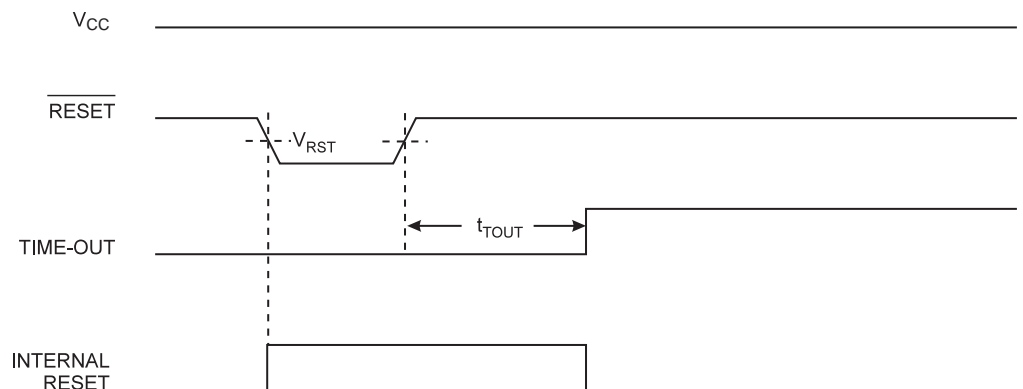 VCC
RESET
VRST
tTOUT
TIME-OUT
INTERNAL
RESET